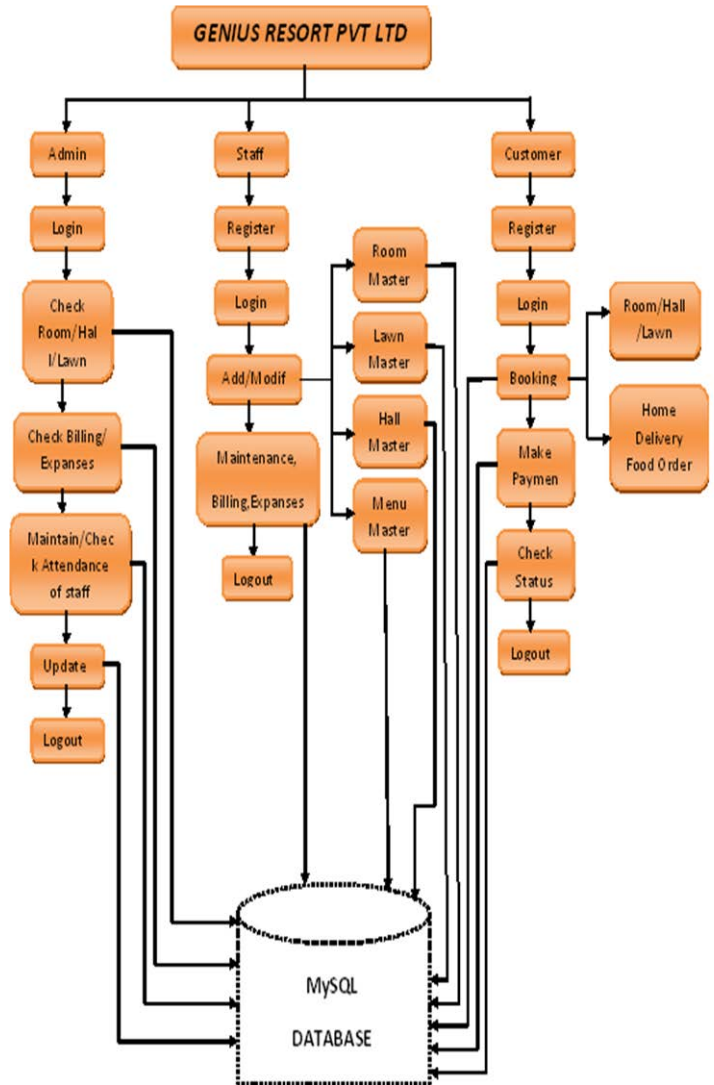 GENIUS RESORT PVT LTD
Admin
Staff
Customer
Login
Register
Register
Check
Room/Hal
l/Lawn
Login
Room
Master
Login
Room/Hall
/Lawn
Add/Modif
Lawn
Master
Booking
Check Billing/
Expanses
Maintenance,
Billing,Expanses
Hall
Master
Make
Paymen
Home
Delivery
Food Order
Maintain/Chec
k Attendance
of staff
Logout
Menu
Master
Check
Status
Update
Logout
Logout
MySQL
DATABASE